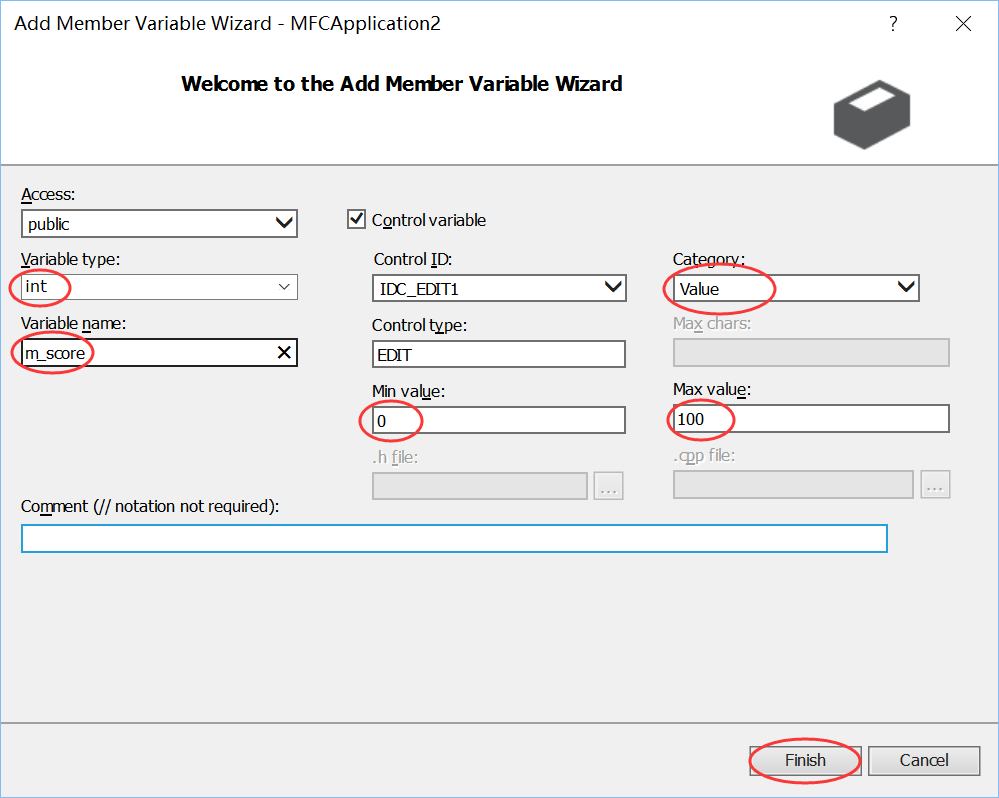 Add Member Variable Wizard - MFCApplication2
?
Welcome to the Add Member Variable Wizard
Access:
public
Control variable
Variable type:
int
Control ID:
IDC_EDIT1
Category:
Value
Variable name:
m_score
Control type:
EDIT
Max chars:
Min value:
0
Max value:
100
.h file:
...
.cpp file:
...
Comment (// notation not required):
Finish
Cancel